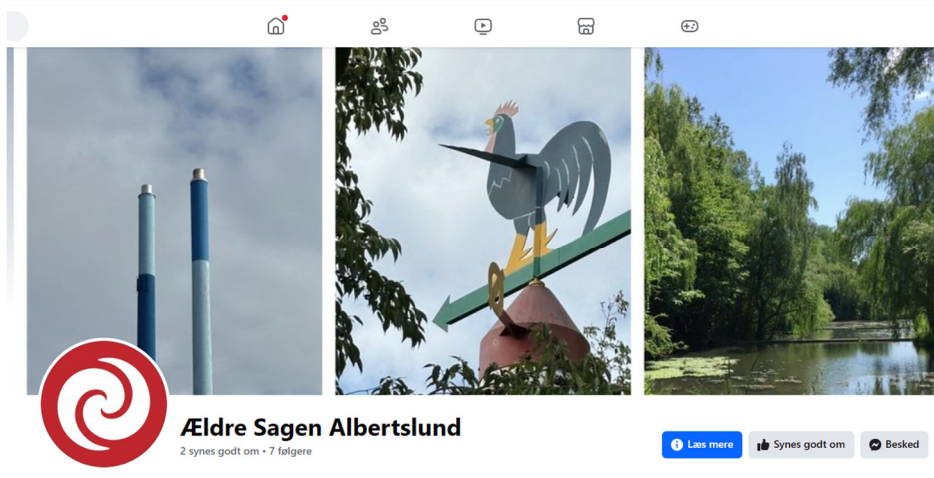 Ældre Sagen Albertslund
2 synes godt om • 7 følgere
Læs mere
Synes godt om
Besked